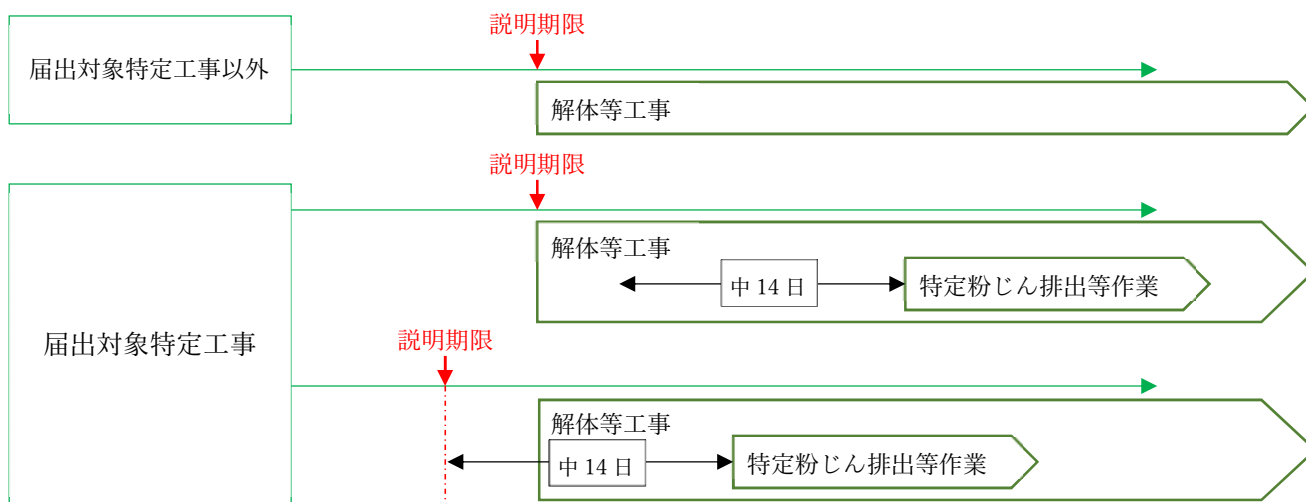 説明期限
届出対象特定工事以外
解体等工事
説明期限
解体等工事
中 14 日
特定粉じん排出等作業
届出対象特定工事
説明期限
解体等工事
中 14 日
特定粉じん排出等作業